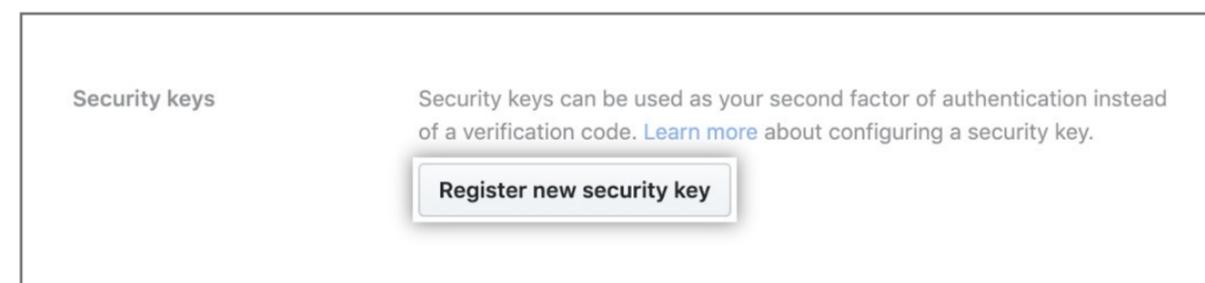 Security keys
Security keys can be used as your second factor of authentication instead
of a verification code. Learn more about configuring a security key.
Register new security key